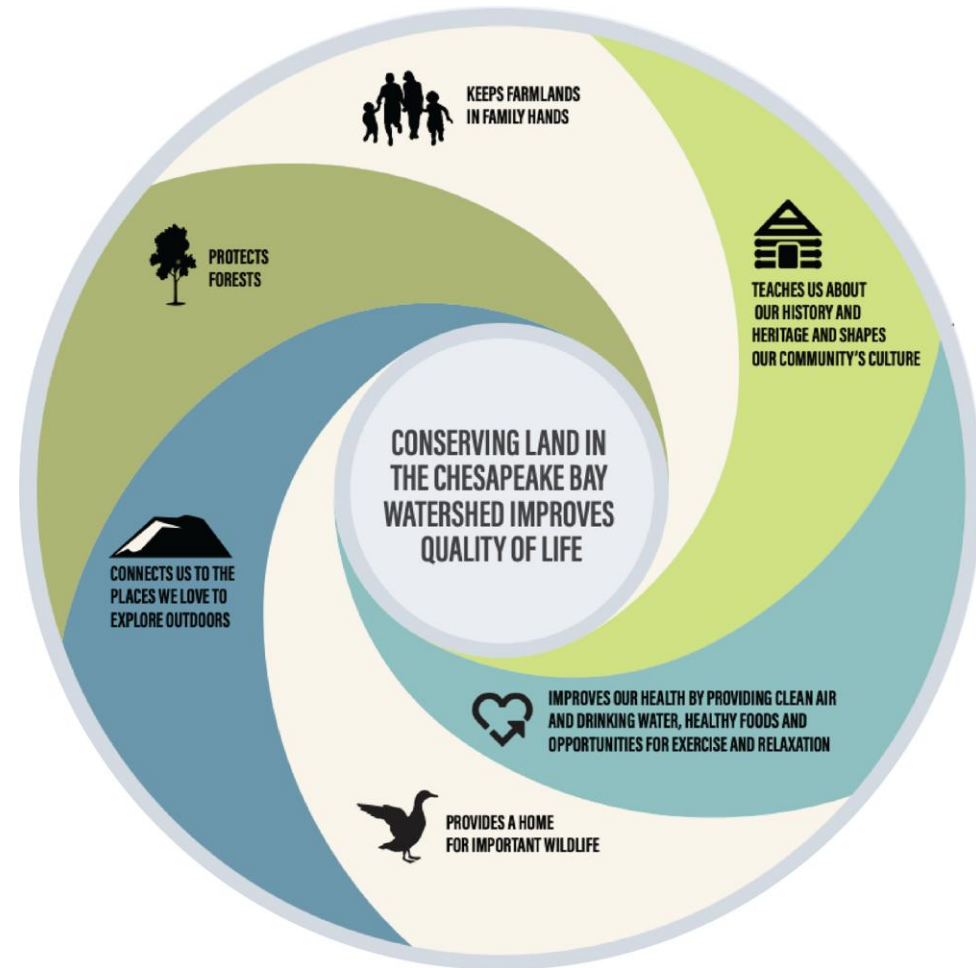 KEEPS FARMLANDS
IN FAMILY HANDS
TEACHES US ABOUT
OUR HISTORY AND
HERITAGE AND SHAPES
OUR COMMUNITY'S CULTURE
PROTECTS
FORESTS
CONSERVING LAND IN
THE CHESAPEAKE BAY
WATERSHED IMPROVES
QUALITY OF LIFE
CONNECTS US TO THE
PLACES WE LOVE TO
EXPLORE OUTDOORS
IMPROVES OUR HEALTH BY PROVIDING CLEAN AIR
AND DRINKING WATER, HEALTHY FOODS AND
OPPORTUNITIES FOR EXERCISE AND RELAXATION
PROVIDES A HOME
FOR IMPORTANT WILDLIFE